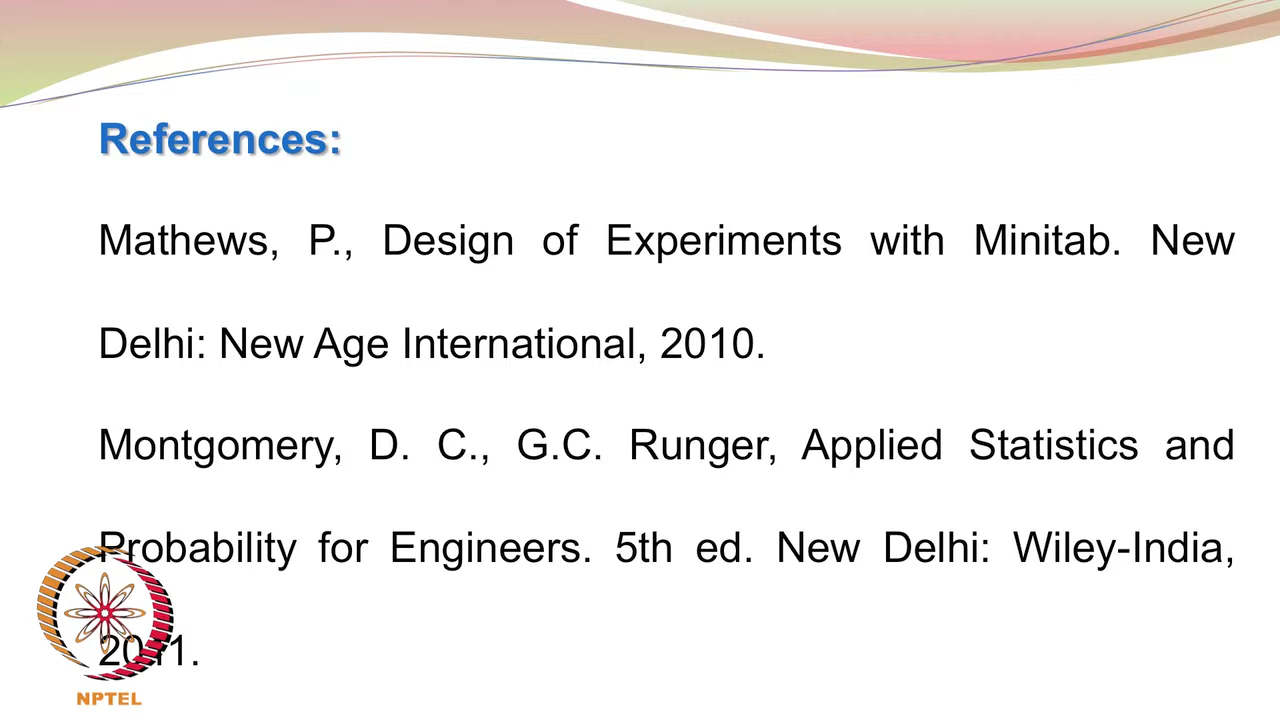 References:
Mathews, P., Design of Experiments with Minitab. New
Delhi: New Age International, 2010.
Montgomery, D. C., G.C. Runger, Applied Statistics and
Probability for Engineers. 5th ed. New Delhi: Wiley-India,
2011.
NPTEL